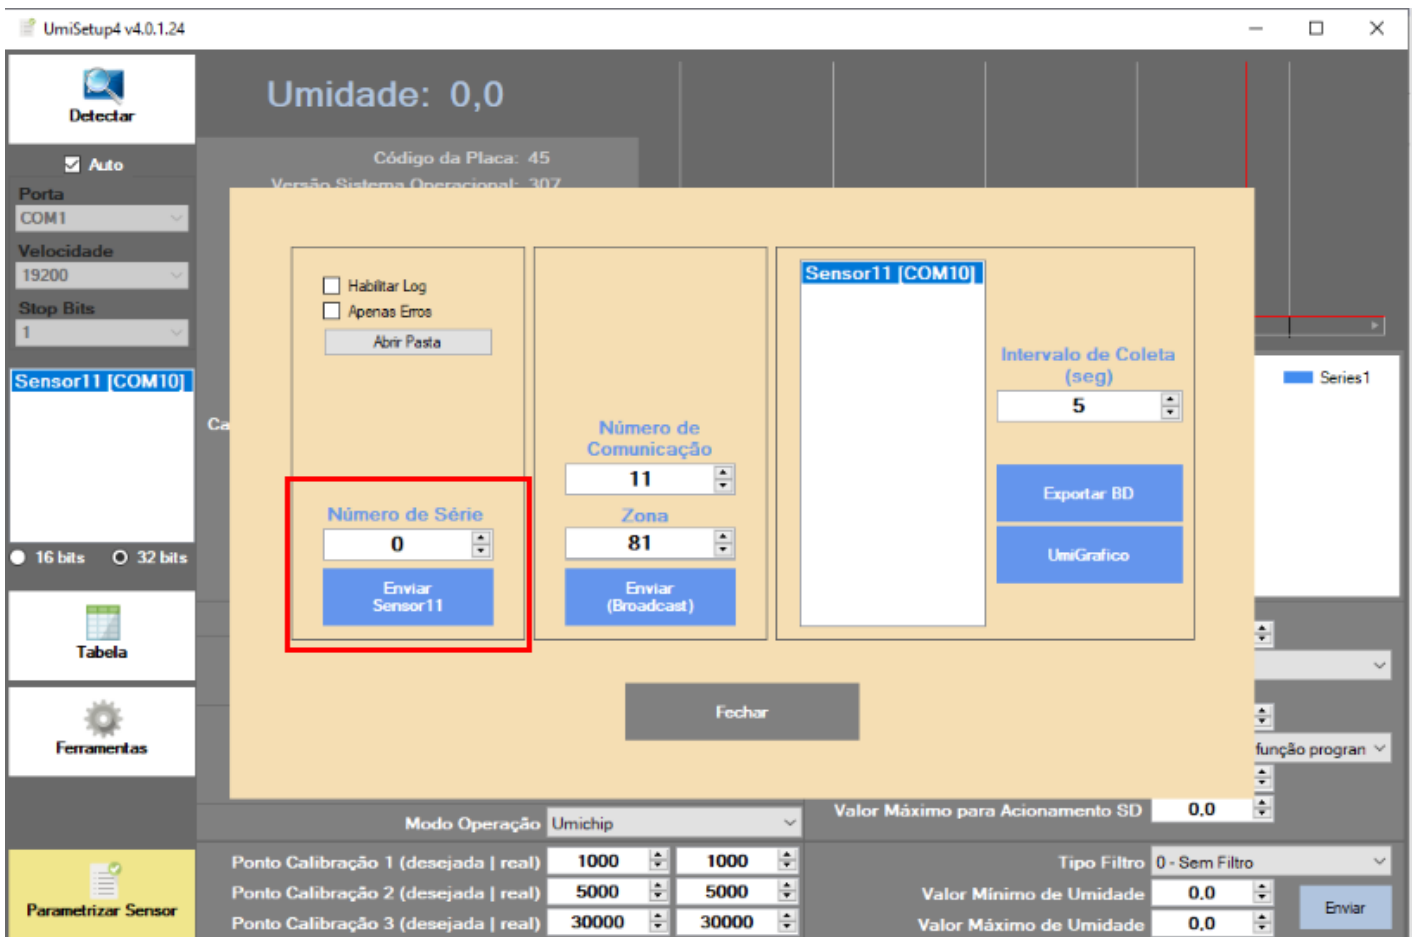 UmiSetup4 v4.0.1.24
Detectar
Auto
Porta
COM1
Velocidade
19200
Stop Bits
1
Sensor11 [COM10]
16 bits
32 bits
Tabela
Ferramentas
Parametrizar Sensor
Umidade: 0,0
Código da Placa: 45
Versão Sistema Operacional: 307
Ca
Habilitar Log
Apenas Erros
Abrir Pasta
Número de Série
0
Enviar
Sensor11
Número de
Comunicação
11
Zona
81
Enviar
(Broadcast)
Sensor11 [COM10]
Intervalo de Coleta
(seg)
5
Exportar BD
UmiGrafico
Fechar
Series1
função progran
Valor Máximo para Acionamento SD 0,0
Modo Operação Umichip
Ponto Calibração 1 (desejada | real) 1000 1000
Ponto Calibração 2 (desejada | real) 5000 5000
Ponto Calibração 3 (desejada | real) 30000 30000
Tipo Filtro 0 - Sem Filtro
Valor Mínimo de Umidade 0,0
Valor Máximo de Umidade 0,0
Enviar